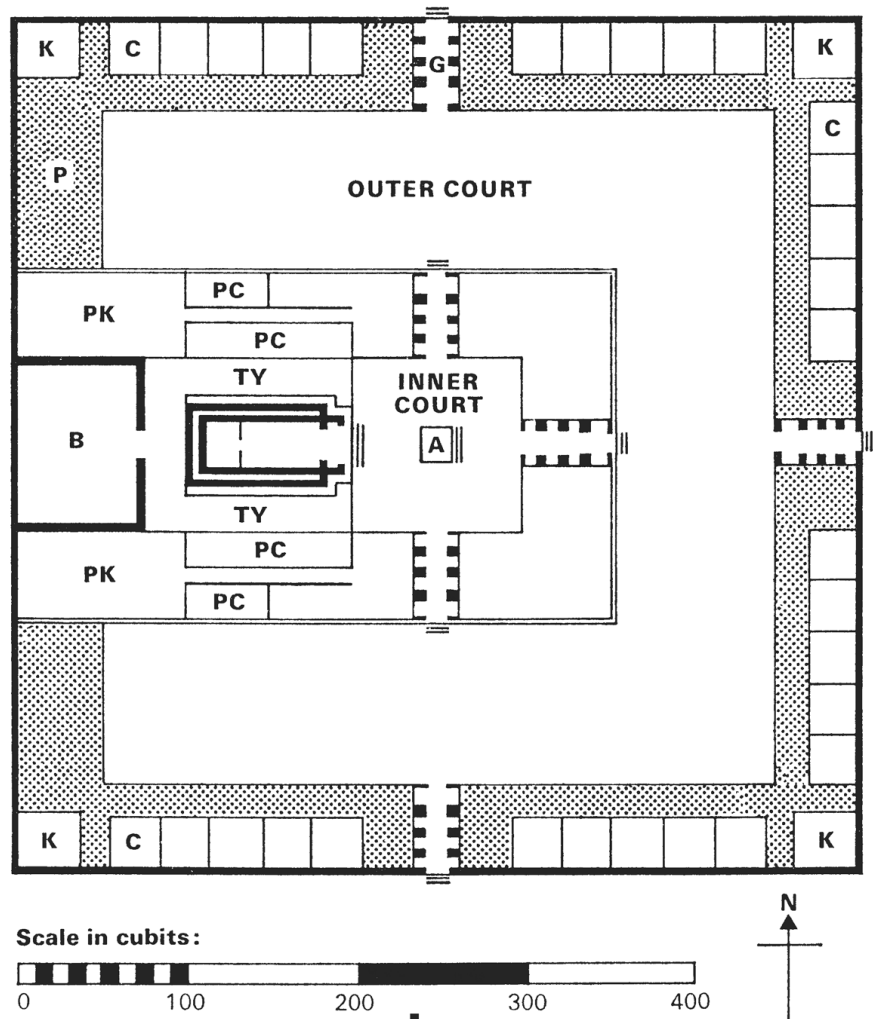 K C G K
C
P
OUTER COURT
PC
PK
PC
TY
INNER
COURT
B
A
TY
PC
PK
PC
K C K
N
Scale in cubits:
0 100 200 300 400